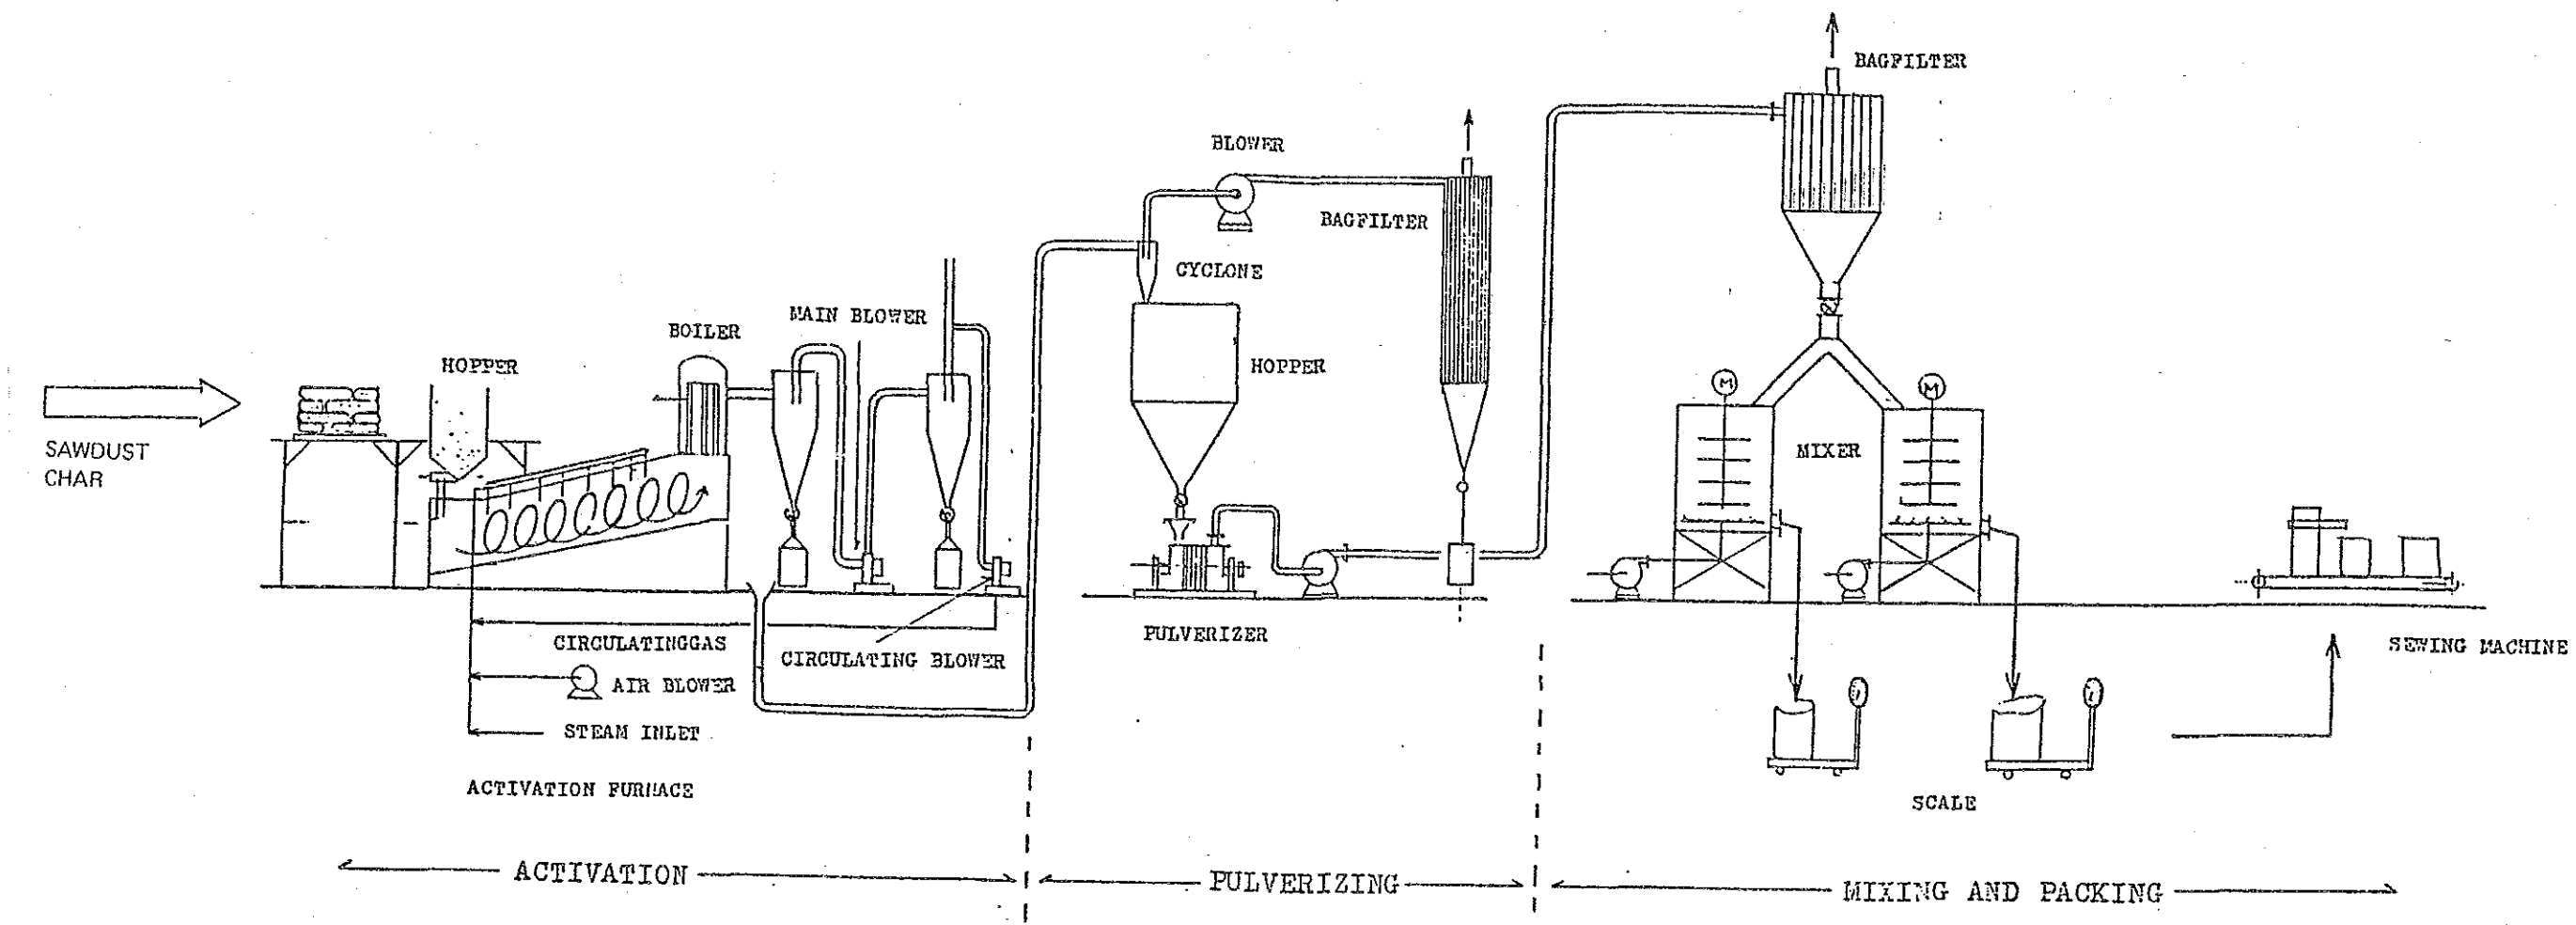 BAGFILTER
BLOWER
BAGFILTER
CYCLONE
MAIN BLOWER
BOILER
HOPPER
HOPPER
SAWDUST
CHAR
MIXER
M
M
PULVERIZER
CIRCULATINGGAS
CIRCULATING BLOWER
SEWING MACHINE
AIR BLOWER
STEAM INLET
ACTIVATION FURNACE
SCALE
ACTIVATION
PULVERIZING
MIXING AND PACKING